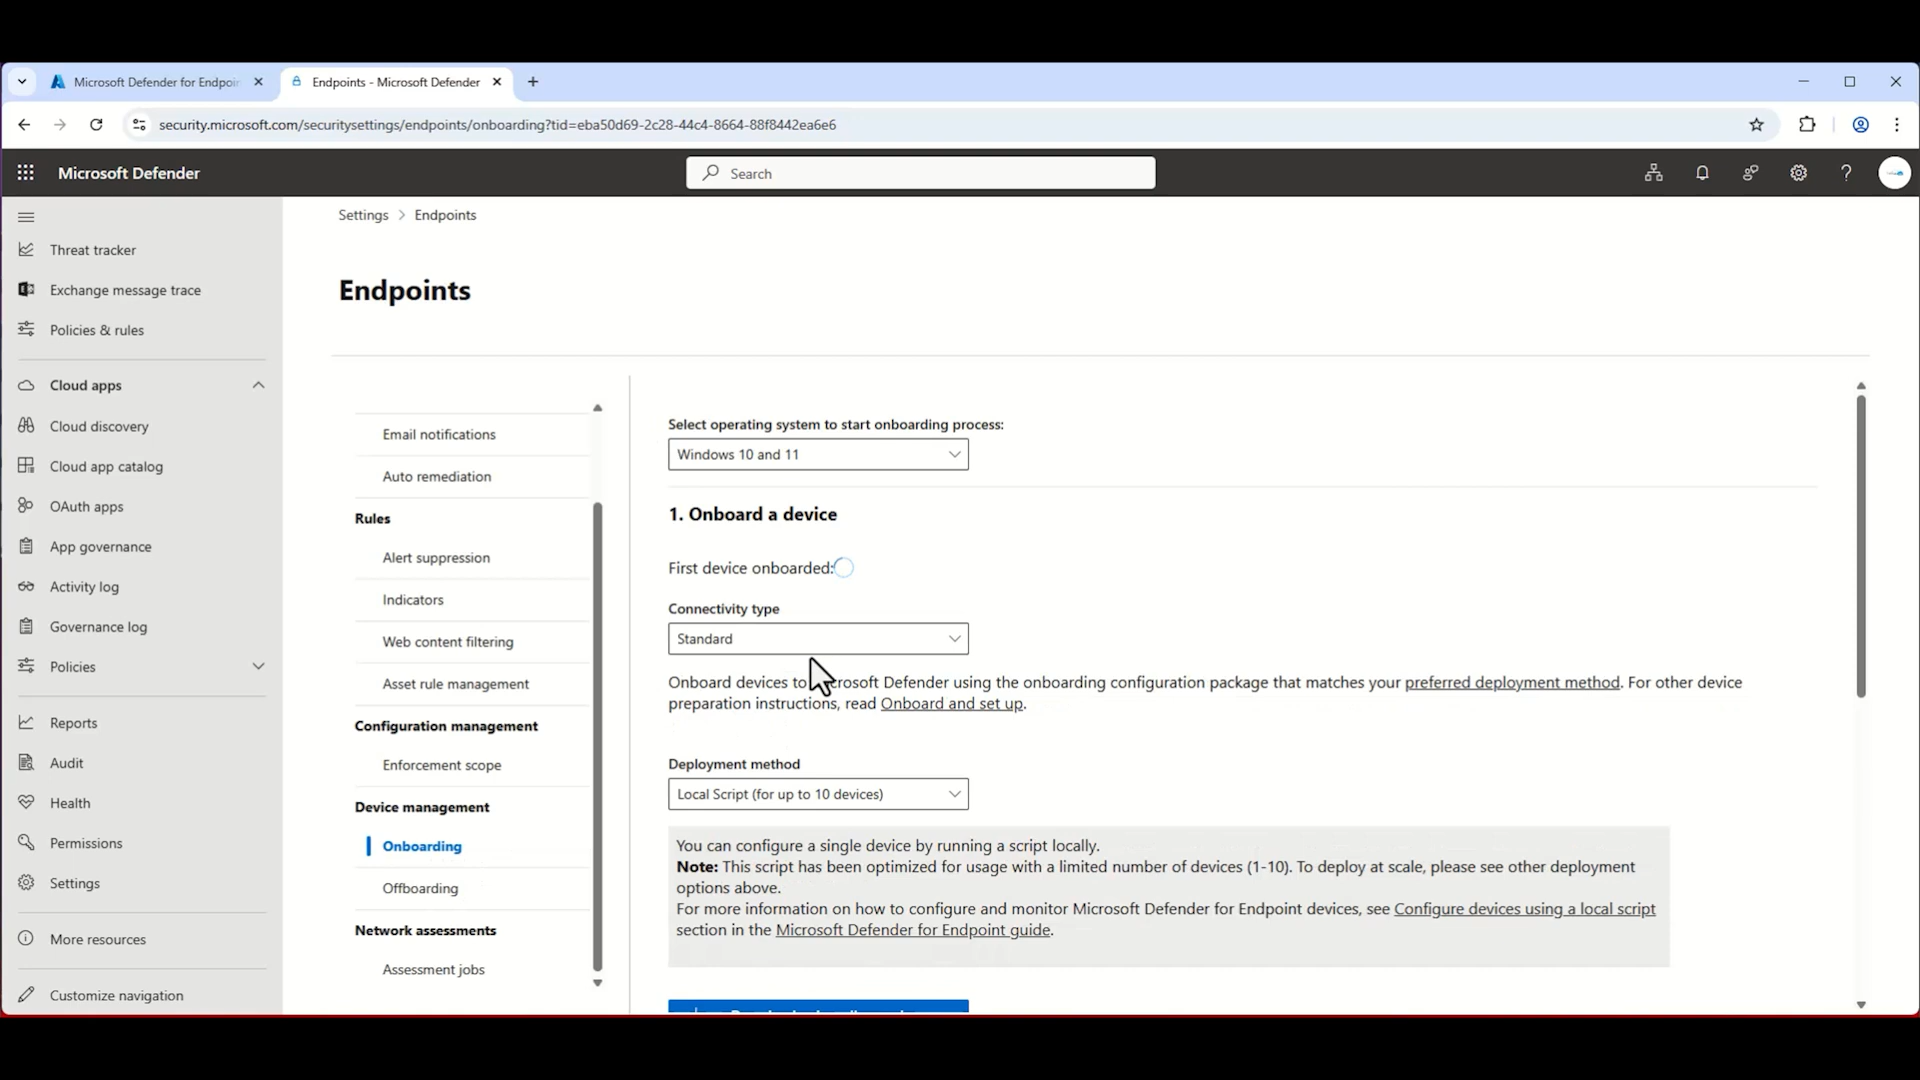 Microsoft Defender for Endpoin
Endpoints - Microsoft Defender
security.microsoft.com/securitysettings/endpoints/onboarding?tid=eba50d69-2c28-44c4-8664-88f8442ea6e6
Microsoft Defender
Search
Settings > Endpoints
Threat tracker
Exchange message trace
Policies & rules
Cloud apps
Cloud discovery
Cloud app catalog
OAuth apps
App governance
Activity log
Governance log
Policies
Reports
Audit
Health
Permissions
Settings
More resources
Customize navigation
Endpoints
Email notifications
Auto remediation
Rules
Alert suppression
Indicators
Web content filtering
Asset rule management
Configuration management
Enforcement scope
Device management
Onboarding
Offboarding
Network assessments
Assessment jobs
Select operating system to start onboarding process:
Windows 10 and 11
1. Onboard a device
First device onboarded:
Connectivity type
Standard
Onboard devices to Microsoft Defender using the onboarding configuration package that matches your preferred deployment method. For other device
preparation instructions, read Onboard and set up.
Deployment method
Local Script (for up to 10 devices)
You can configure a single device by running a script locally.
Note: This script has been optimized for usage with a limited number of devices (1-10). To deploy at scale, please see other deployment
options above.
For more information on how to configure and monitor Microsoft Defender for Endpoint devices, see Configure devices using a local script
section in the Microsoft Defender for Endpoint guide.